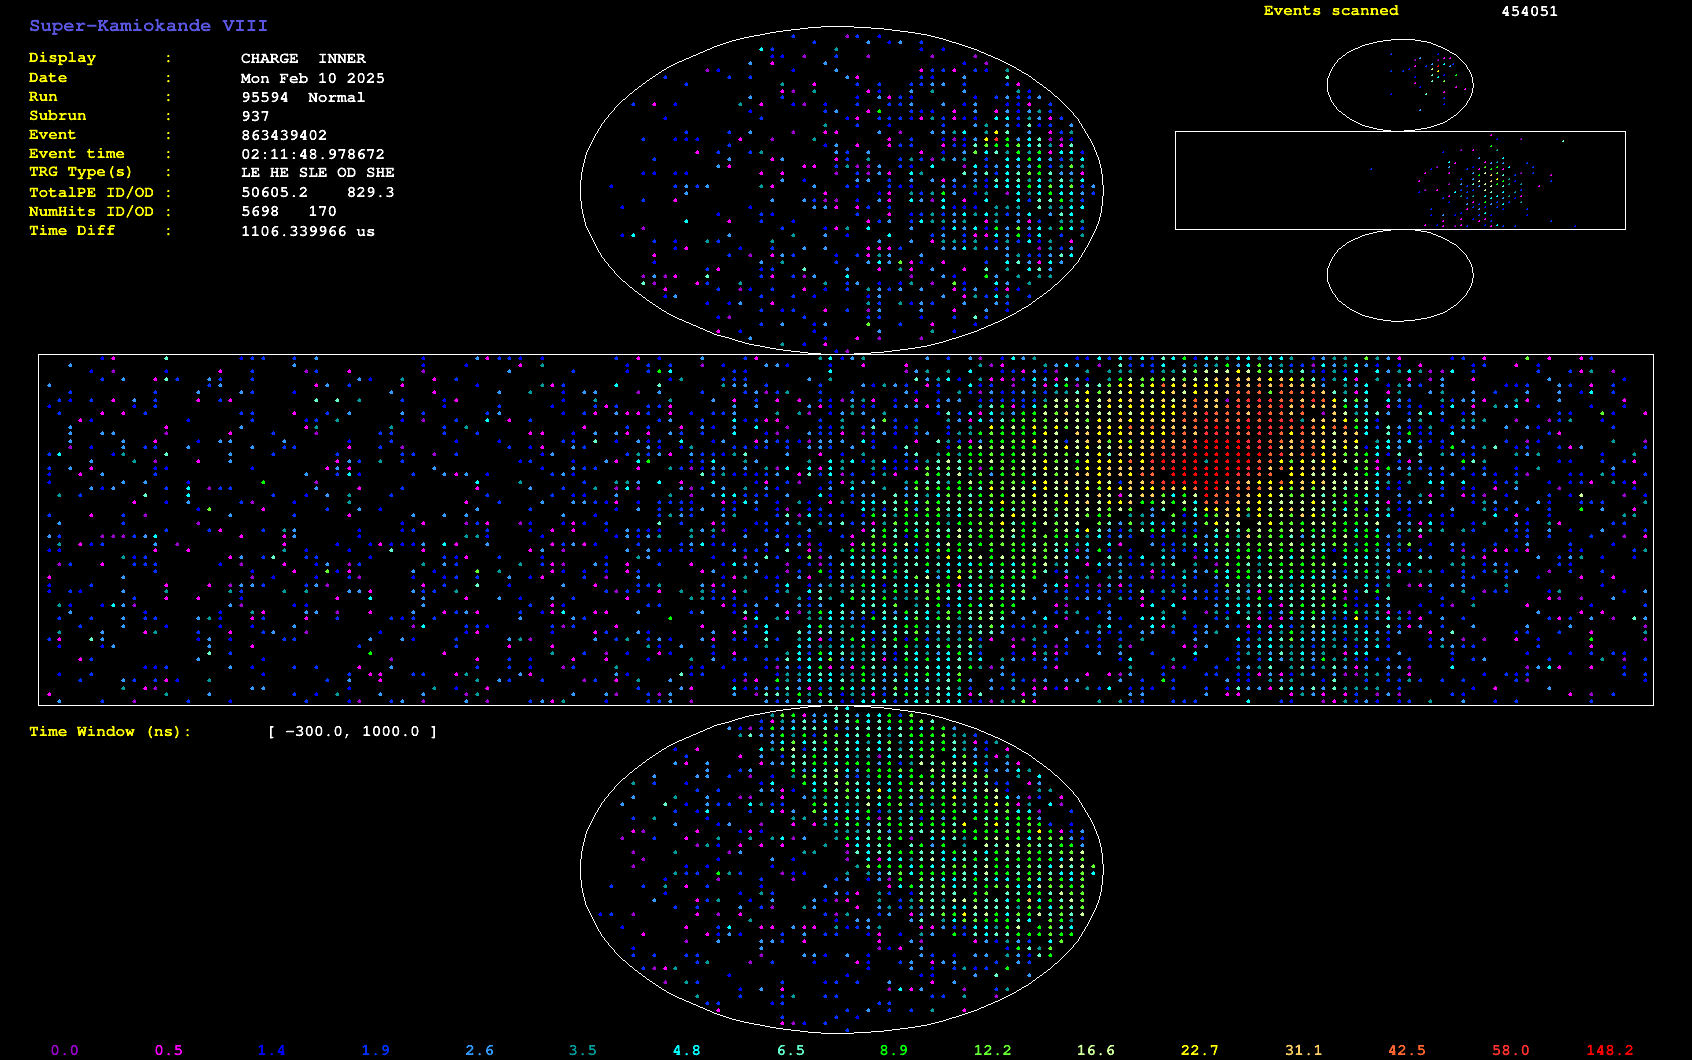 Super-Kamiokande VIII
Events scanned 454051
Display : CHARGE INNER
Date : Mon Feb 10 2025
Run : 95594 Normal
Subrun : 937
Event : 863439402
Event time : 02:11:48.978672
TRG Type(s) : LE HE SLE OD SHE
TotalPE ID/OD : 50605.2 829.3
NumHits ID/OD : 5698 170
Time Diff : 1106.339966 us
Time Window (ns): [ -300.0, 1000.0 ]
0.0 0.5 1.4 1.9 2.6 3.5 4.8 6.5 8.9 12.2 16.6 22.7 31.1 42.5 58.0 148.2